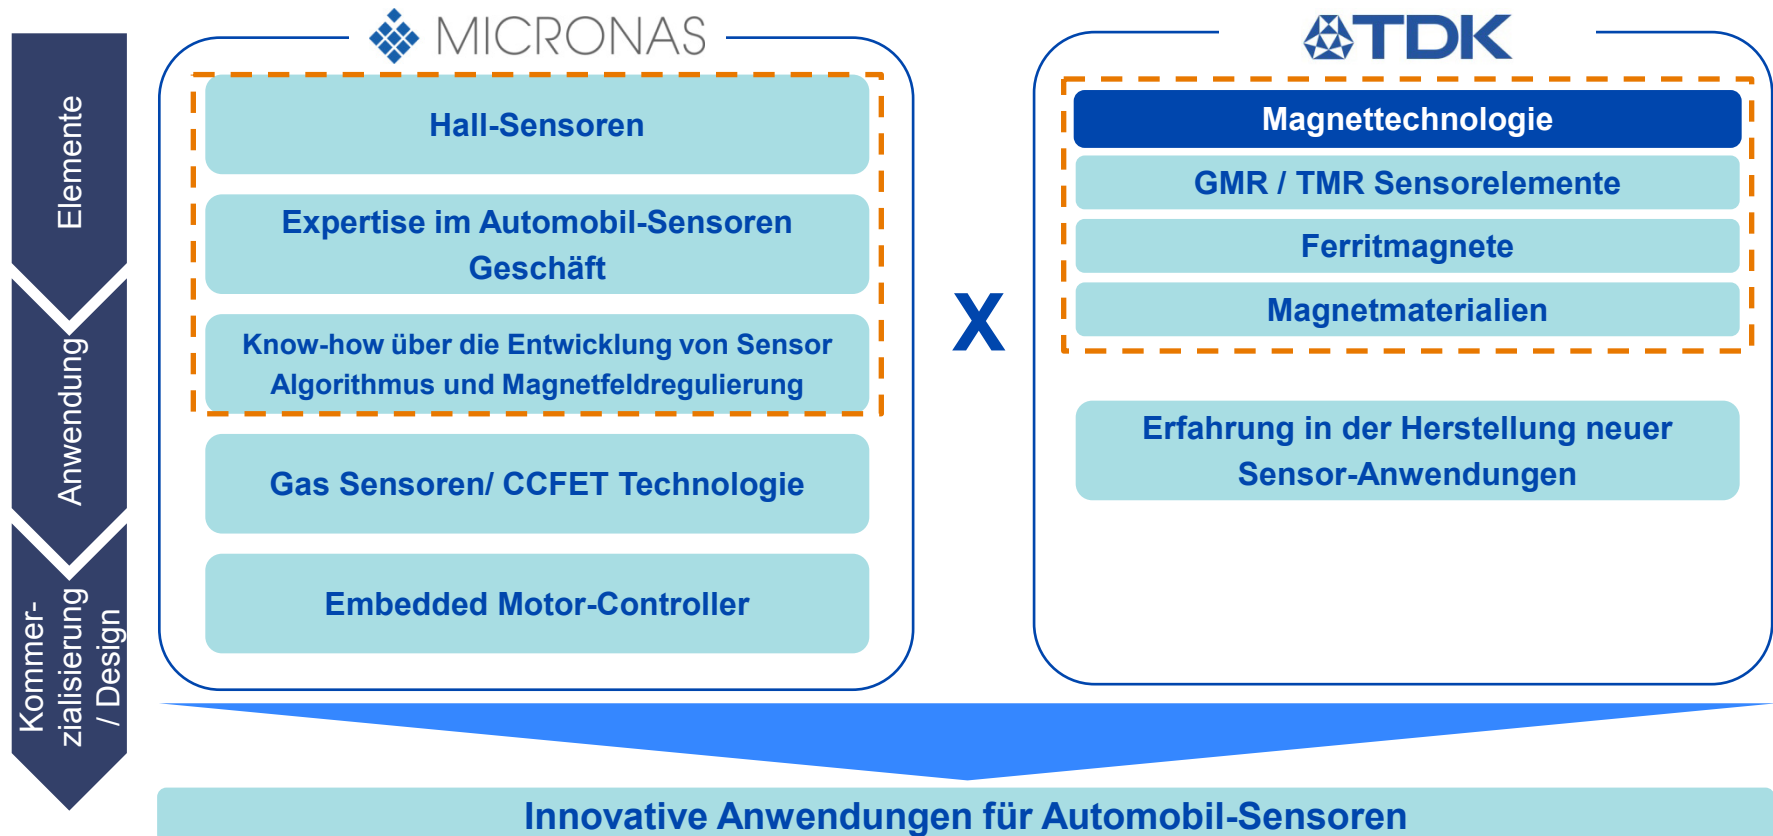 MICRONAS
TDK
Elemente
Anwendung
Kommer-
zialisierung
/ Design
Hall-Sensoren
Expertise im Automobil-Sensoren
Geschäft
Know-how über die Entwicklung von Sensor
Algorithmus und Magnetfeldregulierung
Gas Sensoren/ CCFET Technologie
Embedded Motor-Controller
X
Magnettechnologie
GMR / TMR Sensorelemente
Ferritmagnete
Magnetmaterialien
Erfahrung in der Herstellung neuer
Sensor-Anwendungen
Innovative Anwendungen für Automobil-Sensoren